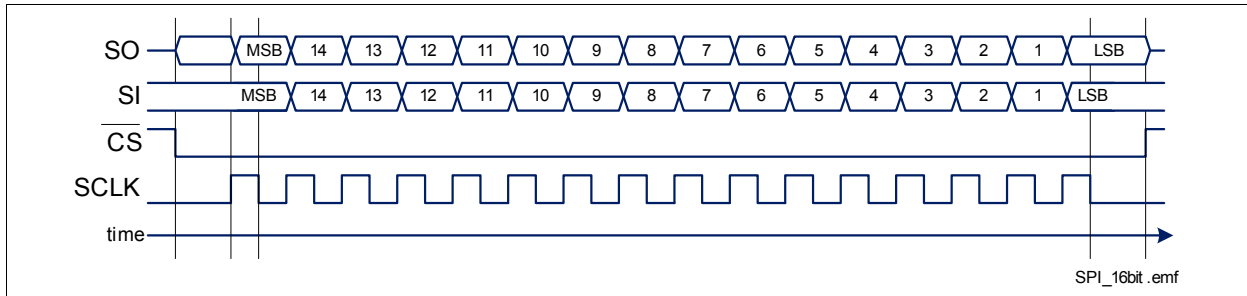 SO MSB 14 13 12 11 10 9 8 7 6 5 4 3 2 1 LSB
SI MSB 14 13 12 11 10 9 8 7 6 5 4 3 2 1 LSB
CS
SCLK
time
SPI_16bit.emf